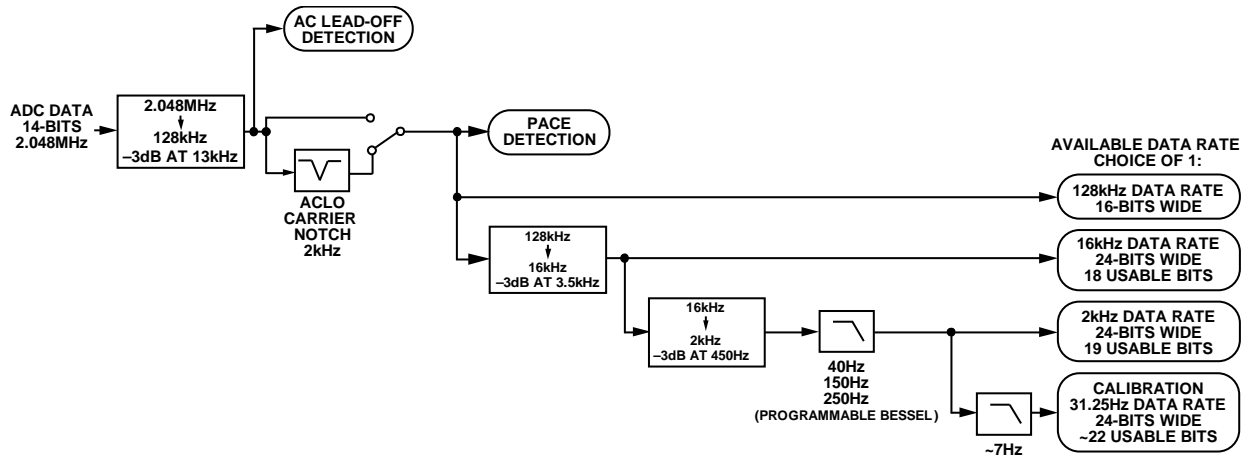 AC LEAD-OFF
DETECTION
ADC DATA
14-BITS
2.048MHz
2.048MHz
128kHz
–3dB AT 13kHz
ACLO
CARRIER
NOTCH
2kHz
PACE
DETECTION
AVAILABLE DATA RATE
CHOICE OF 1:
128kHz DATA RATE
16-BITS WIDE
128kHz
16kHz
–3dB AT 3.5kHz
16kHz DATA RATE
24-BITS WIDE
18 USABLE BITS
16kHz
2kHz
–3dB AT 450Hz
40Hz
150Hz
250Hz
(PROGRAMMABLE BESSEL)
2kHz DATA RATE
24-BITS WIDE
19 USABLE BITS
~7Hz
CALIBRATION
31.25Hz DATA RATE
24-BITS WIDE
~22 USABLE BITS